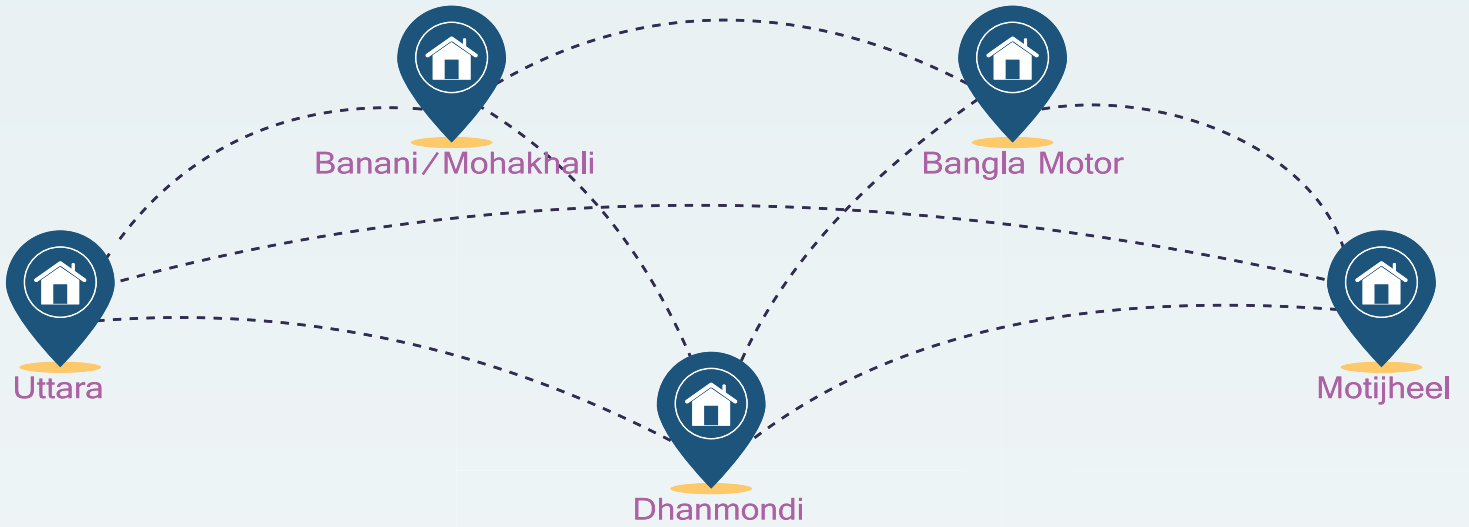 Banani/Mohakhali
Bangla Motor
Uttara
Motijheel
Dhanmondi